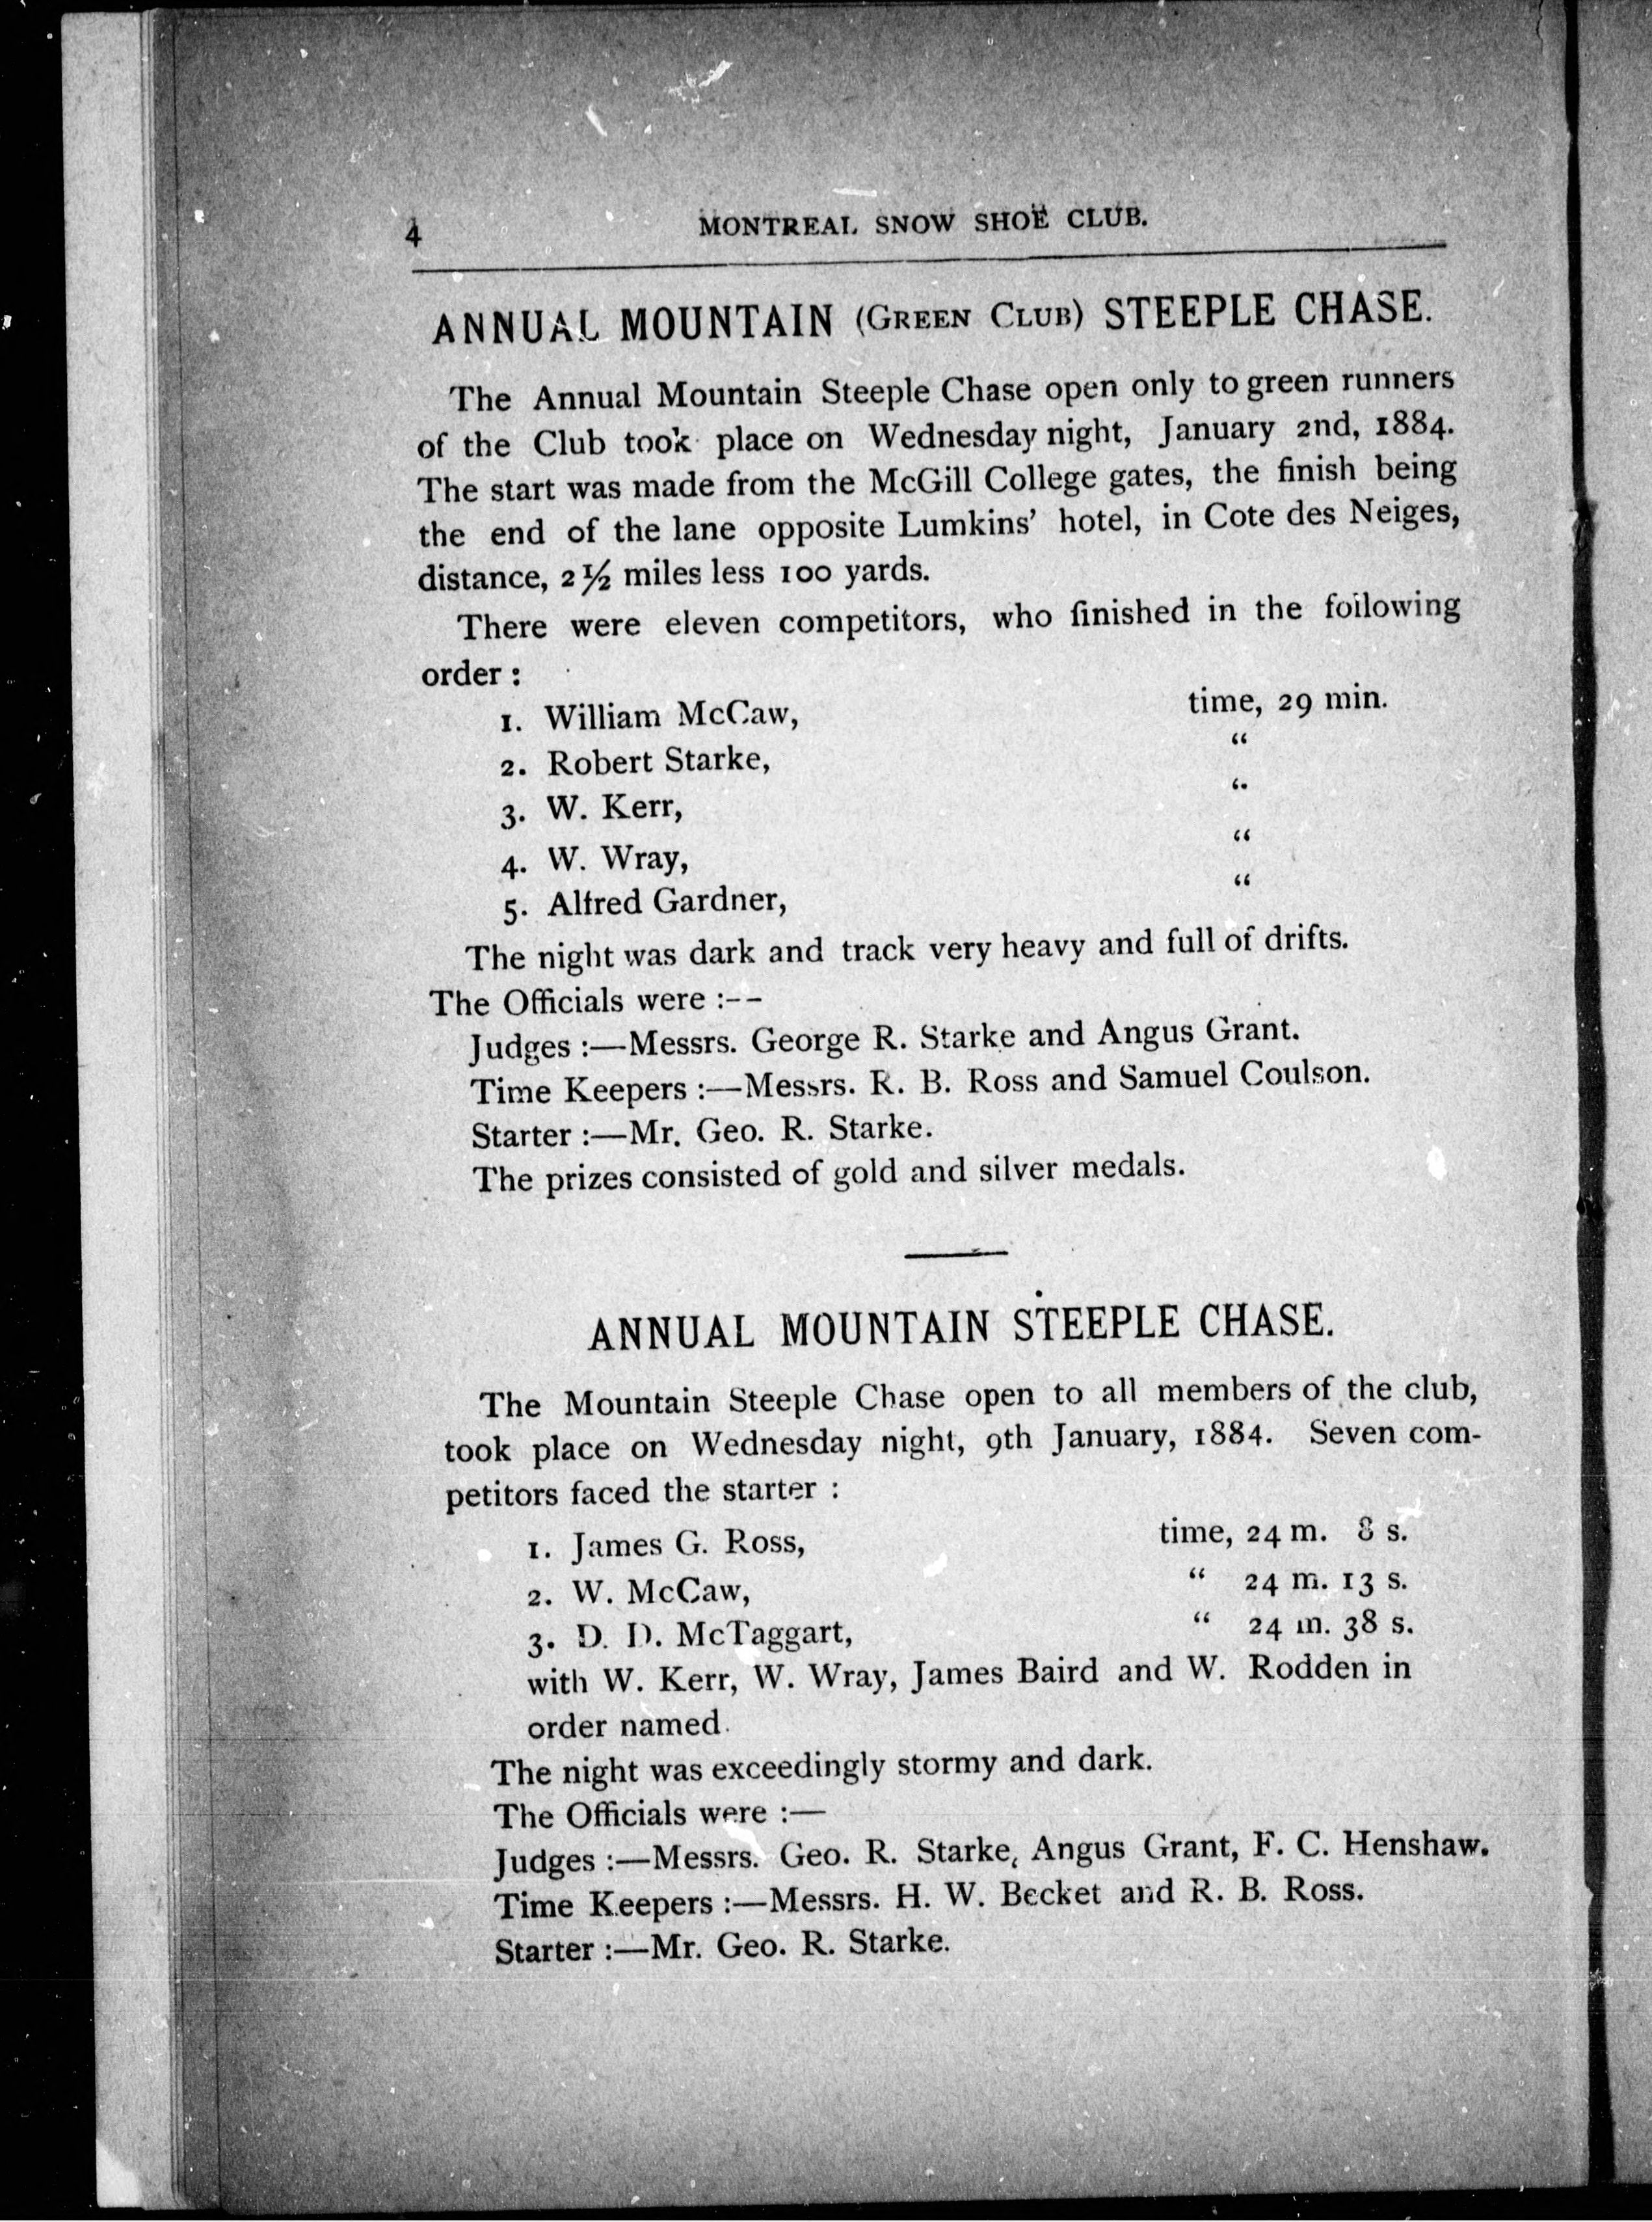 4 MONTREAL SNOW SHOE CLUB.
ANNUAL MOUNTAIN (GREEN CLUB) STEEPLE CHASE.
The Annual Mountain Steeple Chase open only to green runners
of the Club took place on Wednesday night, January 2nd, 1884.
The start was made from the McGill College gates, the finish being
the end of the lane opposite Lumkins' hotel, in Cote des Neiges,
distance, 2½ miles less 100 yards.
There were eleven competitors, who finished in the following
order :
1. William McCaw, time, 29 min.
2. Robert Starke, "
3. W. Kerr, "
4. W. Wray, "
5. Alfred Gardner, "
The night was dark and track very heavy and full of drifts.
The Officials were :--
Judges :—Messrs. George R. Starke and Angus Grant.
Time Keepers :—Messrs. R. B. Ross and Samuel Coulson.
Starter :—Mr. Geo. R. Starke.
The prizes consisted of gold and silver medals.
ANNUAL MOUNTAIN STEEPLE CHASE.
The Mountain Steeple Chase open to all members of the club,
took place on Wednesday night, 9th January, 1884. Seven com-
petitors faced the starter :
1. James G. Ross, time, 24 m. 8 s.
2. W. McCaw, " 24 m. 13 s.
3. D. D. McTaggart, " 24 m. 38 s.
with W. Kerr, W. Wray, James Baird and W. Rodden in
order named.
The night was exceedingly stormy and dark.
The Officials were :—
Judges :—Messrs. Geo. R. Starke, Angus Grant, F. C. Henshaw.
Time Keepers :—Messrs. H. W. Becket and R. B. Ross.
Starter :—Mr. Geo. R. Starke.